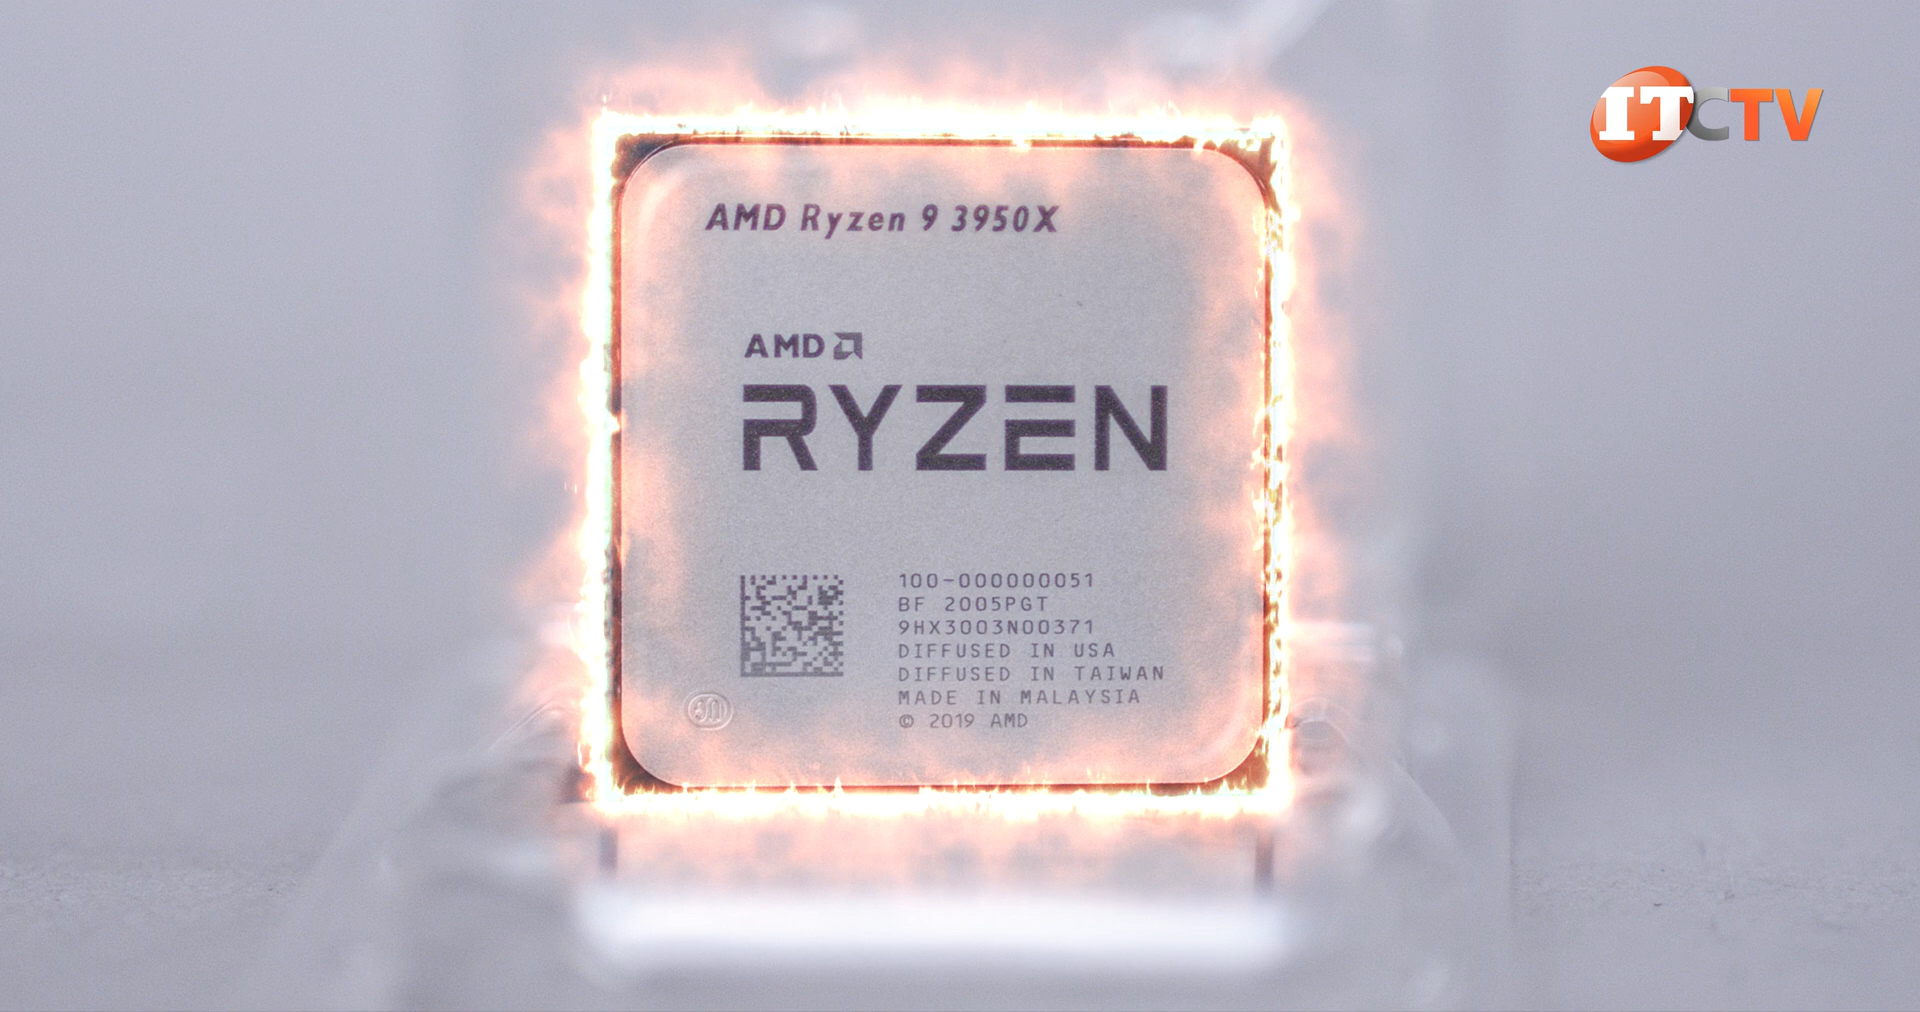 ITCTV
AMD Ryzen 9 3950X
AMD
RYZEN
100-000000051
BF 2005PGT
9HX3003N00371
DIFFUSED IN USA
DIFFUSED IN TAIWAN
MADE IN MALAYSIA
© 2019 AMD